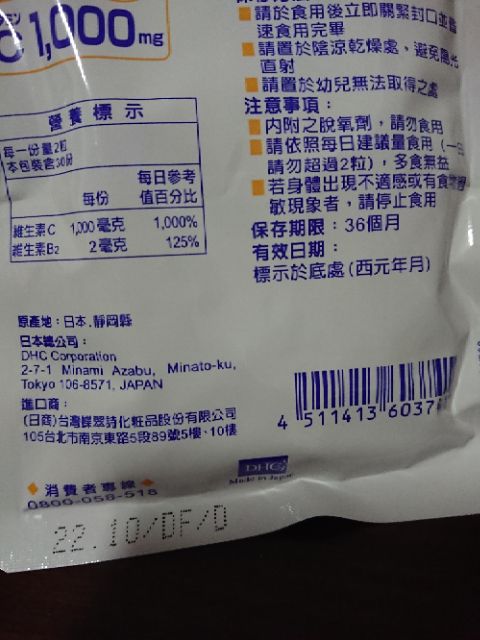 C 1,000mg
■請於食用後立即關緊封口並儘
速食用完畢
■請置於陰涼乾燥處、避免陽光
直射
■請置於幼兒無法取得之處
注意事項：
■內附之脫氧劑，請勿食用
■請依照每日建議量食用（一日
請勿超過2粒），多食無益
■若身體出現不適感或有食物過
敏現象者，請停止食用
保存期限：36個月
有效日期：
標示於底處(西元年月)
營養標示
每一份量2粒
本包裝含30份
每份 每日參考值百分比
維生素C 1,000毫克 1,000%
維生素B2 2毫克 125%
原產地：日本.靜岡縣
日本總公司：
DHC Corporation
2-7-1 Minami Azabu, Minato-ku,
Tokyo 106-8571, JAPAN
進口商：
(日商)台灣蝶翠詩化粧品股份有限公司
105台北市南京東路5段89號5樓、10樓
◆消費者專線◆
0800-058-518
4 511413 6037
DHC
Made in Japan
22.10/DF/D